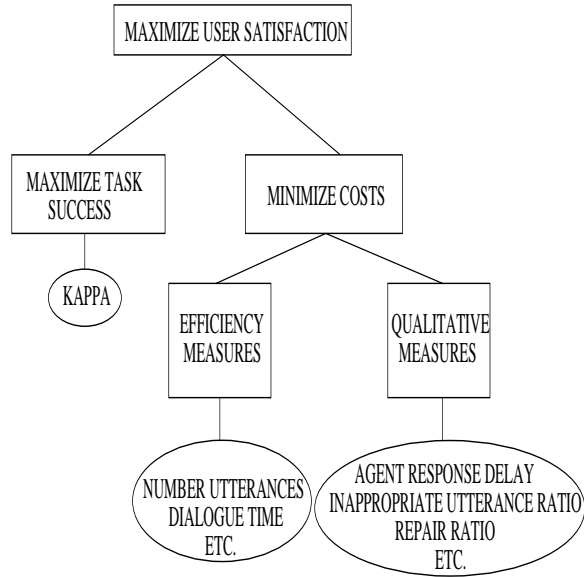 MAXIMIZE USER SATISFACTION
MAXIMIZE TASK
SUCCESS
MINIMIZE COSTS
KAPPA
EFFICIENCY
MEASURES
QUALITATIVE
MEASURES
NUMBER UTTERANCES
DIALOGUE TIME
ETC.
AGENT RESPONSE DELAY
INAPPROPRIATE UTTERANCE RATIO
REPAIR RATIO
ETC.